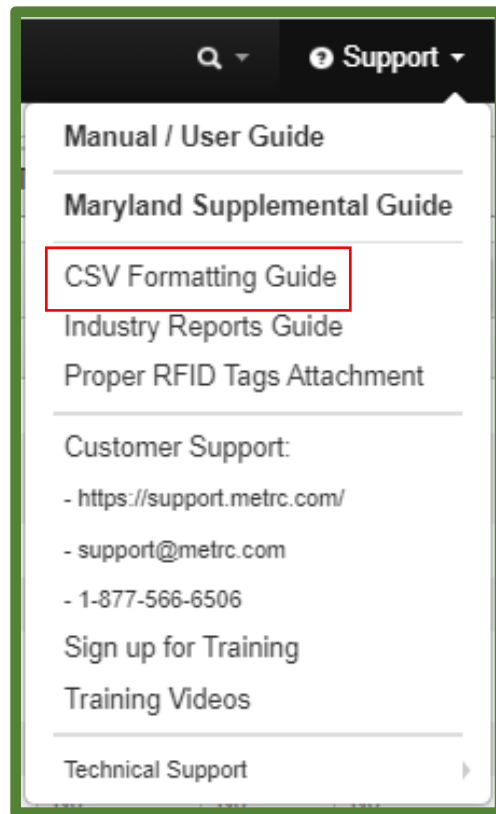 Support
Manual / User Guide
Maryland Supplemental Guide
CSV Formatting Guide
Industry Reports Guide
Proper RFID Tags Attachment
Customer Support:
- https://support.metrc.com/
- support@metrc.com
- 1-877-566-6506
Sign up for Training
Training Videos
Technical Support